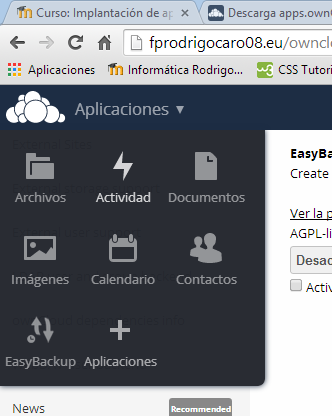 Curso: Implantación de ap
Descarga apps.own
fprodrigocaro08.eu/owncl
Aplicaciones
Informática Rodrigo...
CSS Tutori
Aplicaciones ▾
EasyBa
Create
Archivos
Actividad
Documentos
Ver la p
AGPL-li
Desac
Activ
Imágenes
Calendario
Contactos
EasyBackup
Aplicaciones
News
Recommended